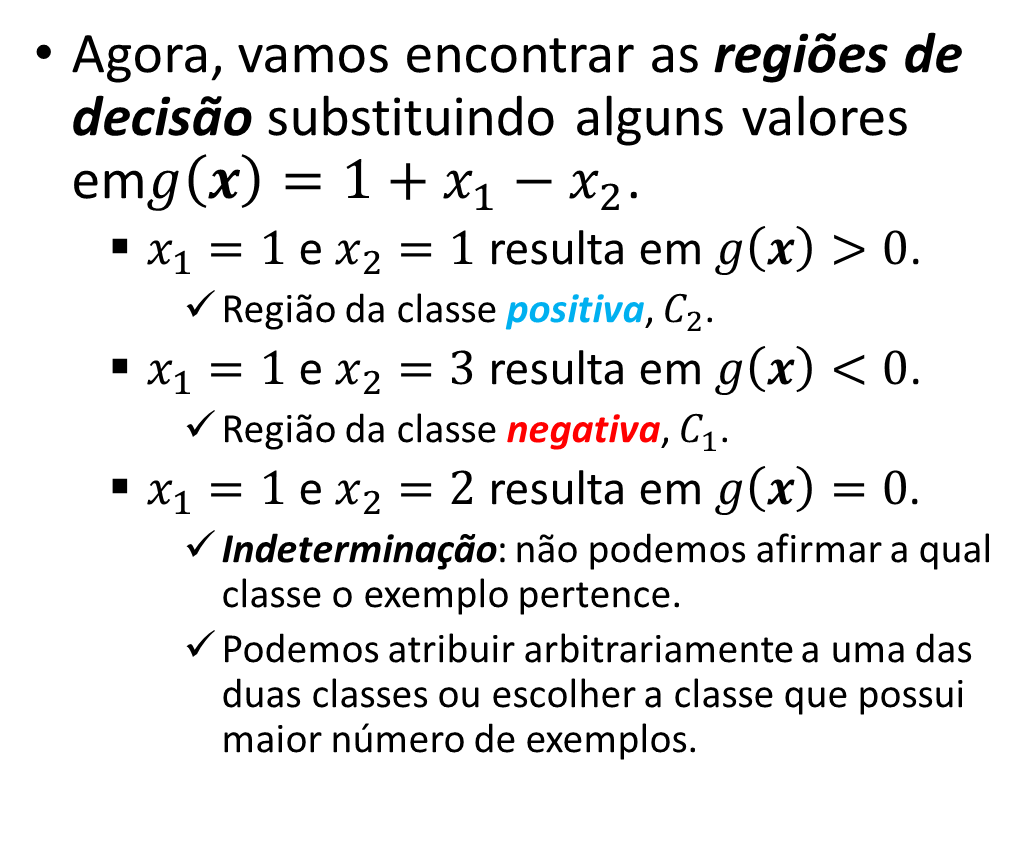 • Agora, vamos encontrar as regiões de
decisão substituindo alguns valores
em𝑔(𝒙) = 1 + 𝑥₁ − 𝑥₂.
▪ 𝑥₁ = 1 e 𝑥₂ = 1 resulta em 𝑔(𝒙) > 0.
✓ Região da classe positiva, 𝐶₂.
▪ 𝑥₁ = 1 e 𝑥₂ = 3 resulta em 𝑔(𝒙) < 0.
✓ Região da classe negativa, 𝐶₁.
▪ 𝑥₁ = 1 e 𝑥₂ = 2 resulta em 𝑔(𝒙) = 0.
✓ Indeterminação: não podemos afirmar a qual
classe o exemplo pertence.
✓ Podemos atribuir arbitrariamente a uma das
duas classes ou escolher a classe que possui
maior número de exemplos.